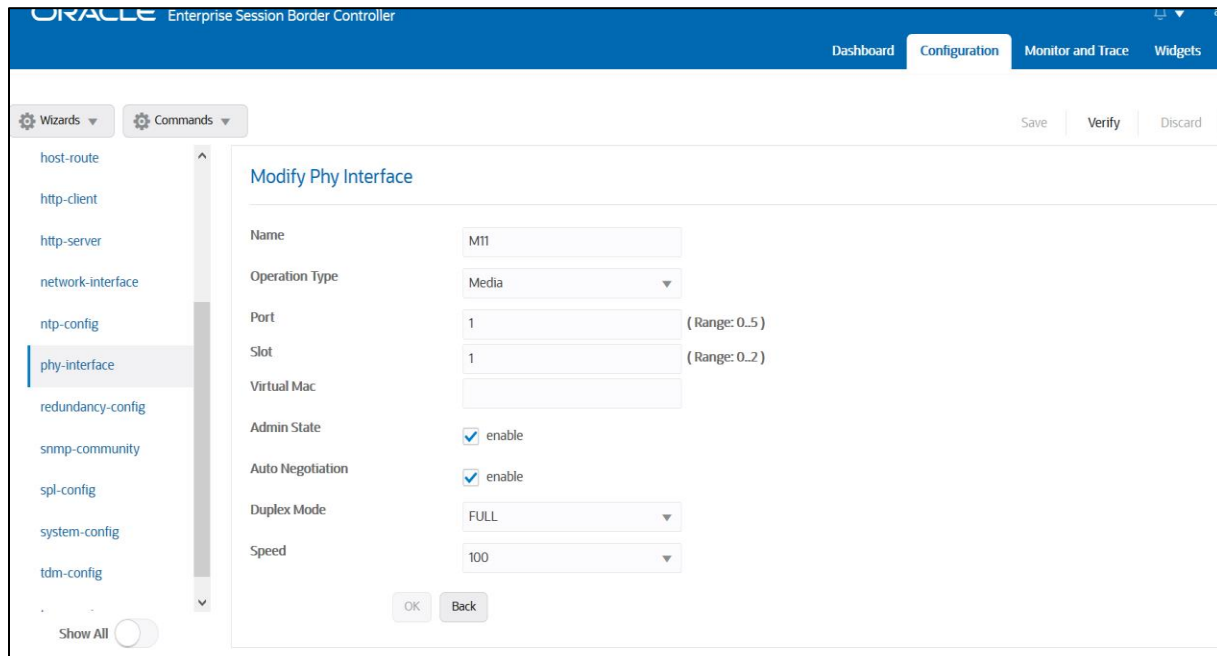 ORACLE Enterprise Session Border Controller
Dashboard Configuration Monitor and Trace Widgets
Wizards Commands Save Verify Discard
host-route
http-client
http-server
network-interface
ntp-config
phy-interface
redundancy-config
snmp-community
spl-config
system-config
tdm-config
Show All
Modify Phy Interface
Name M11
Operation Type Media
Port 1 ( Range: 0..5 )
Slot 1 ( Range: 0..2 )
Virtual Mac
Admin State enable
Auto Negotiation enable
Duplex Mode FULL
Speed 100
OK Back